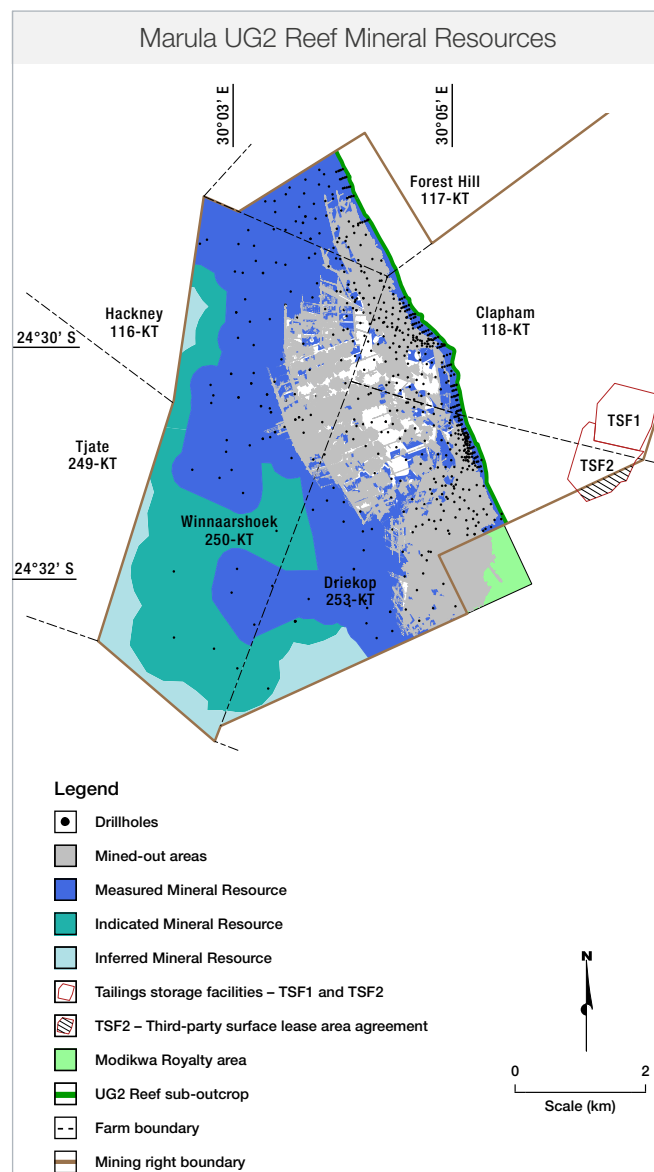 Marula UG2 Reef Mineral Resources
30°03’ E
30°05’ E
Forest Hill
117-KT
Hackney
116-KT
Clapham
118-KT
24°30’ S
TSF1
Tjate
249-KT
TSF2
Winnaarshoek
250-KT
24°32’ S
Driekop
253-KT
Legend
Drillholes
Mined-out areas
Measured Mineral Resource
Indicated Mineral Resource
Inferred Mineral Resource
Tailings storage facilities – TSF1 and TSF2
TSF2 – Third-party surface lease area agreement
Modikwa Royalty area
UG2 Reef sub-outcrop
Farm boundary
Mining right boundary
N
0 2
Scale (km)